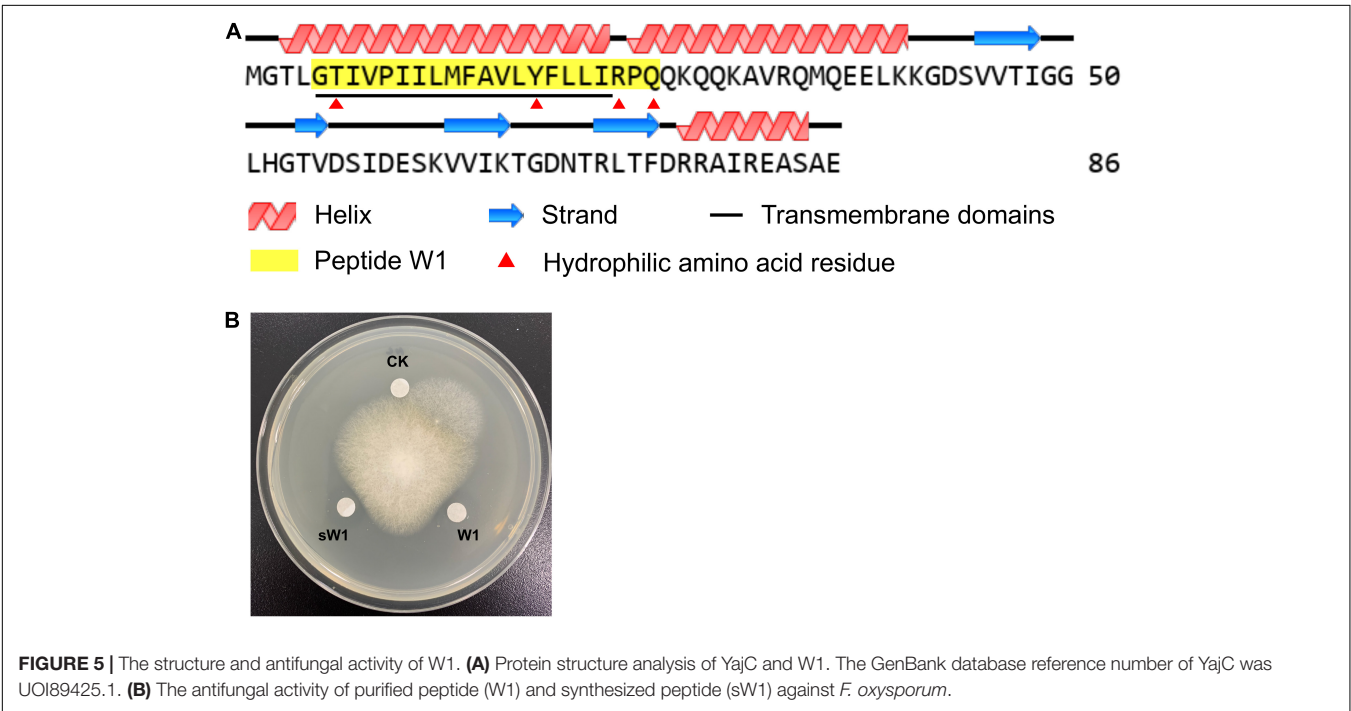 A
MGTLGTIVPIILMFAVLYFLLIRPQQKQQKAVRQMQEELKKGDSVVTIGG 50
LHGTVDSIDESKVVIKTGDNTRLTFDRRAIREASAE 86
Helix Strand Transmembrane domains
Peptide W1 Hydrophilic amino acid residue
B
CK
sW1 W1
FIGURE 5 | The structure and antifungal activity of W1. (A) Protein structure analysis of YajC and W1. The GenBank database reference number of YajC was
UOI89425.1. (B) The antifungal activity of purified peptide (W1) and synthesized peptide (sW1) against F. oxysporum.